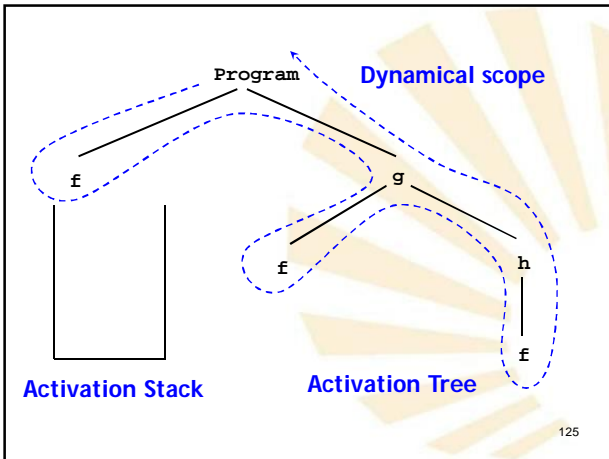 Program
Dynamical scope
f
g
f
h
f
Activation Stack
Activation Tree
125